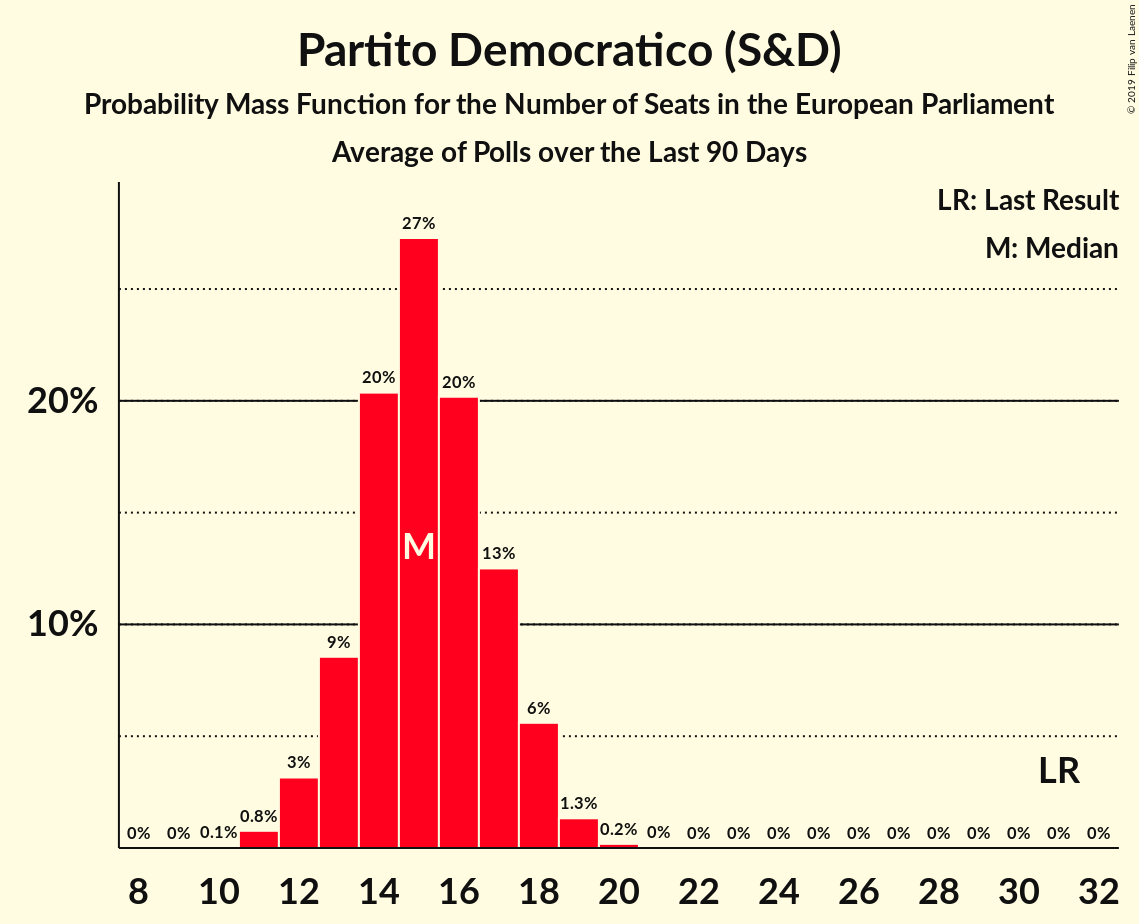 Partito Democratico (S&D)
Probability Mass Function for the Number of Seats in the European Parliament
Average of Polls over the Last 90 Days
© 2019 Filip van Laenen
LR: Last Result
M: Median
20%
10%
0% 0% 0.1% 0.8% 3% 9% 20% 27% 20% 13% 6% 1.3% 0.2% 0% 0% 0% 0% 0% 0% 0% 0% 0% 0% 0% 0%
M
LR
8 10 12 14 16 18 20 22 24 26 28 30 32